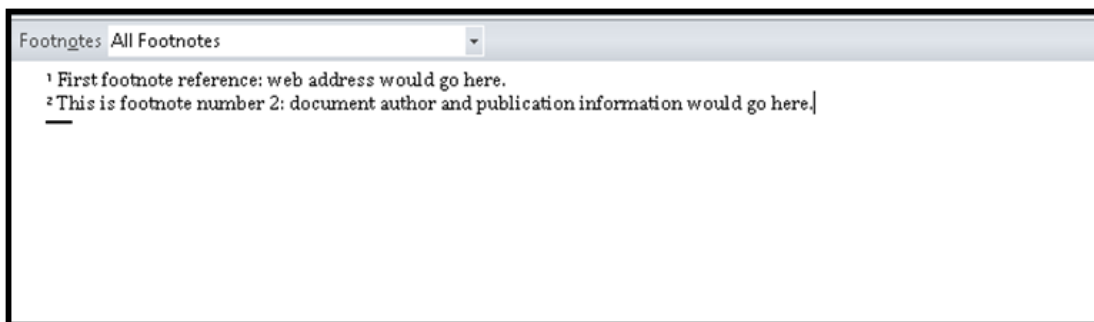 Footnotes All Footnotes
¹ First footnote reference: web address would go here.
² This is footnote number 2: document author and publication information would go here.